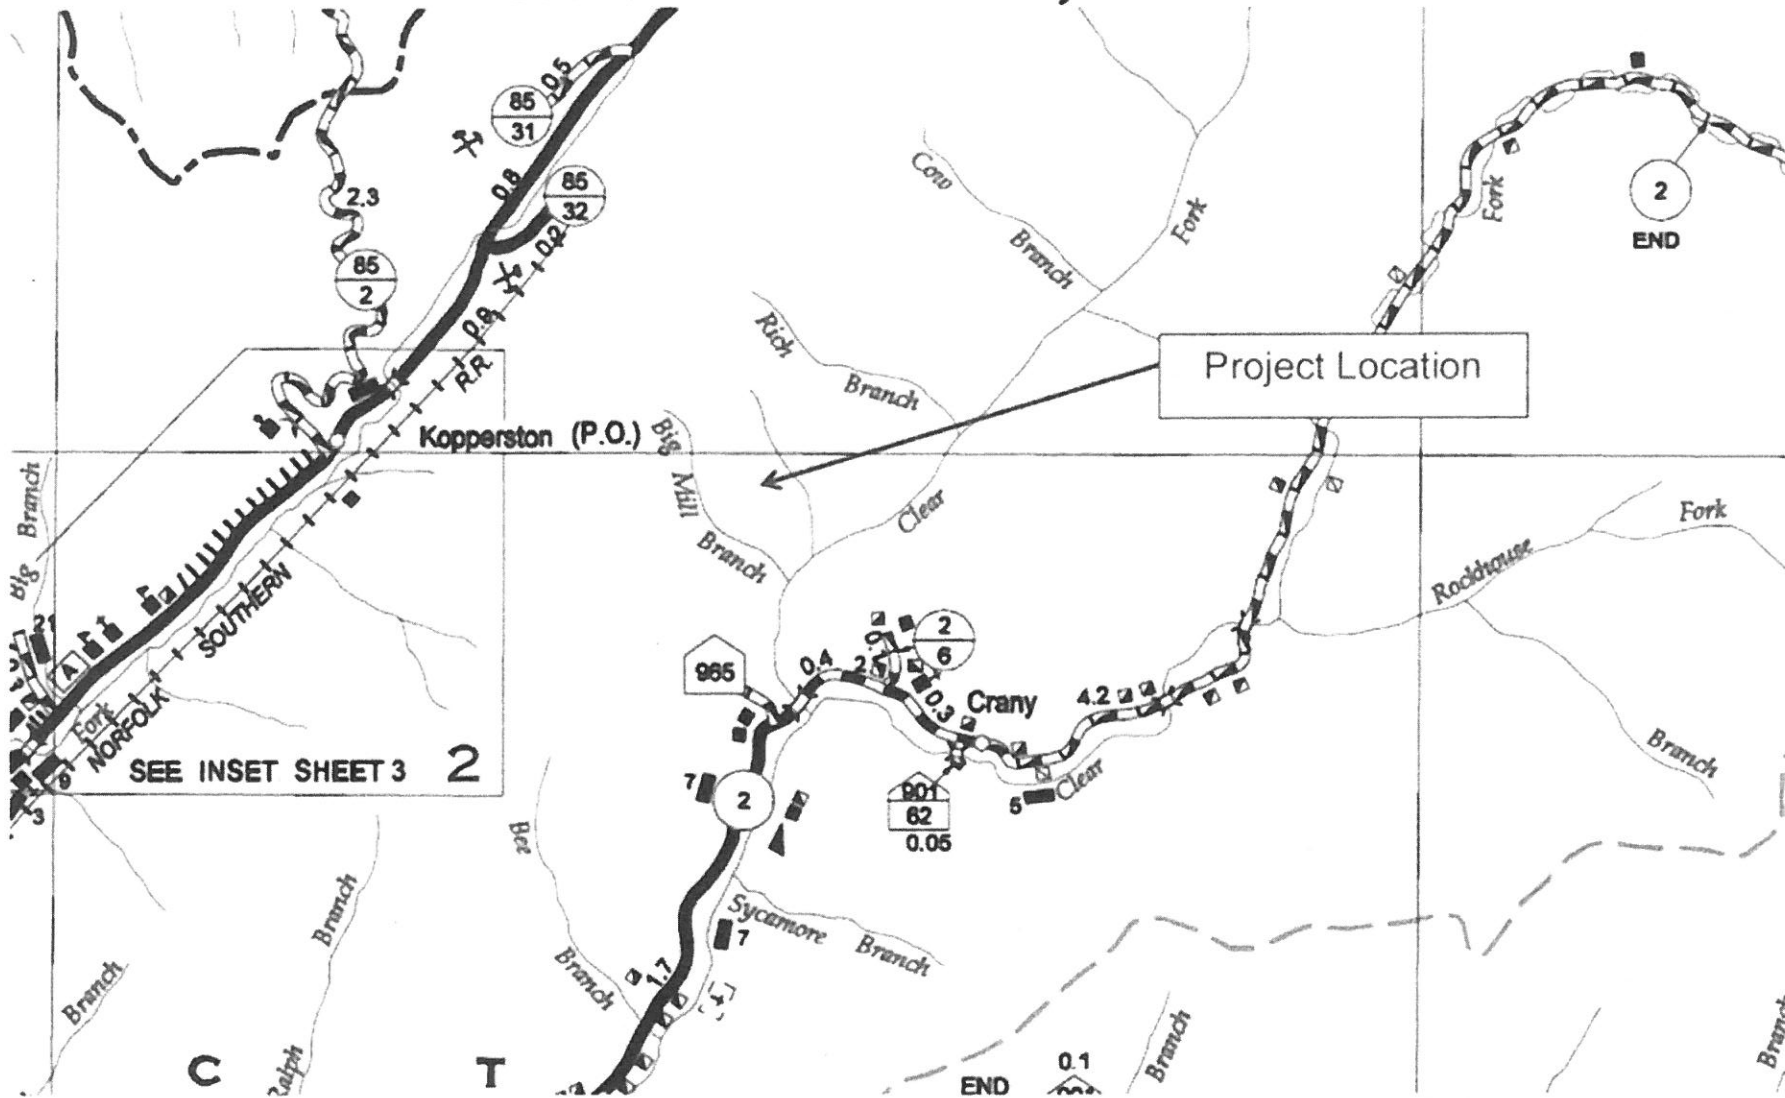 0.5
85
31
Cow
85
32
0.8
Fork
Fork
2
END
2.3
Branch
0.2
85
2
0.9
Rich
Project Location
R.R.
Branch
Kopperston (P.O.)
Big
Mill
Big Branch
Clear
Fork
Branch
Rockhouse
SOUTHERN
21
2
6
A
965
0.4
0.3
Crany
4.2
Fork
NORFOLK
Branch
SEE INSET SHEET 3 2
7
2
Clear
901
62
5
0.05
3
Bee
Sycamore
7
Branch
Branch
1.7
Branch
Branch
Branch
Branch
Ralph
C T
0.1
END